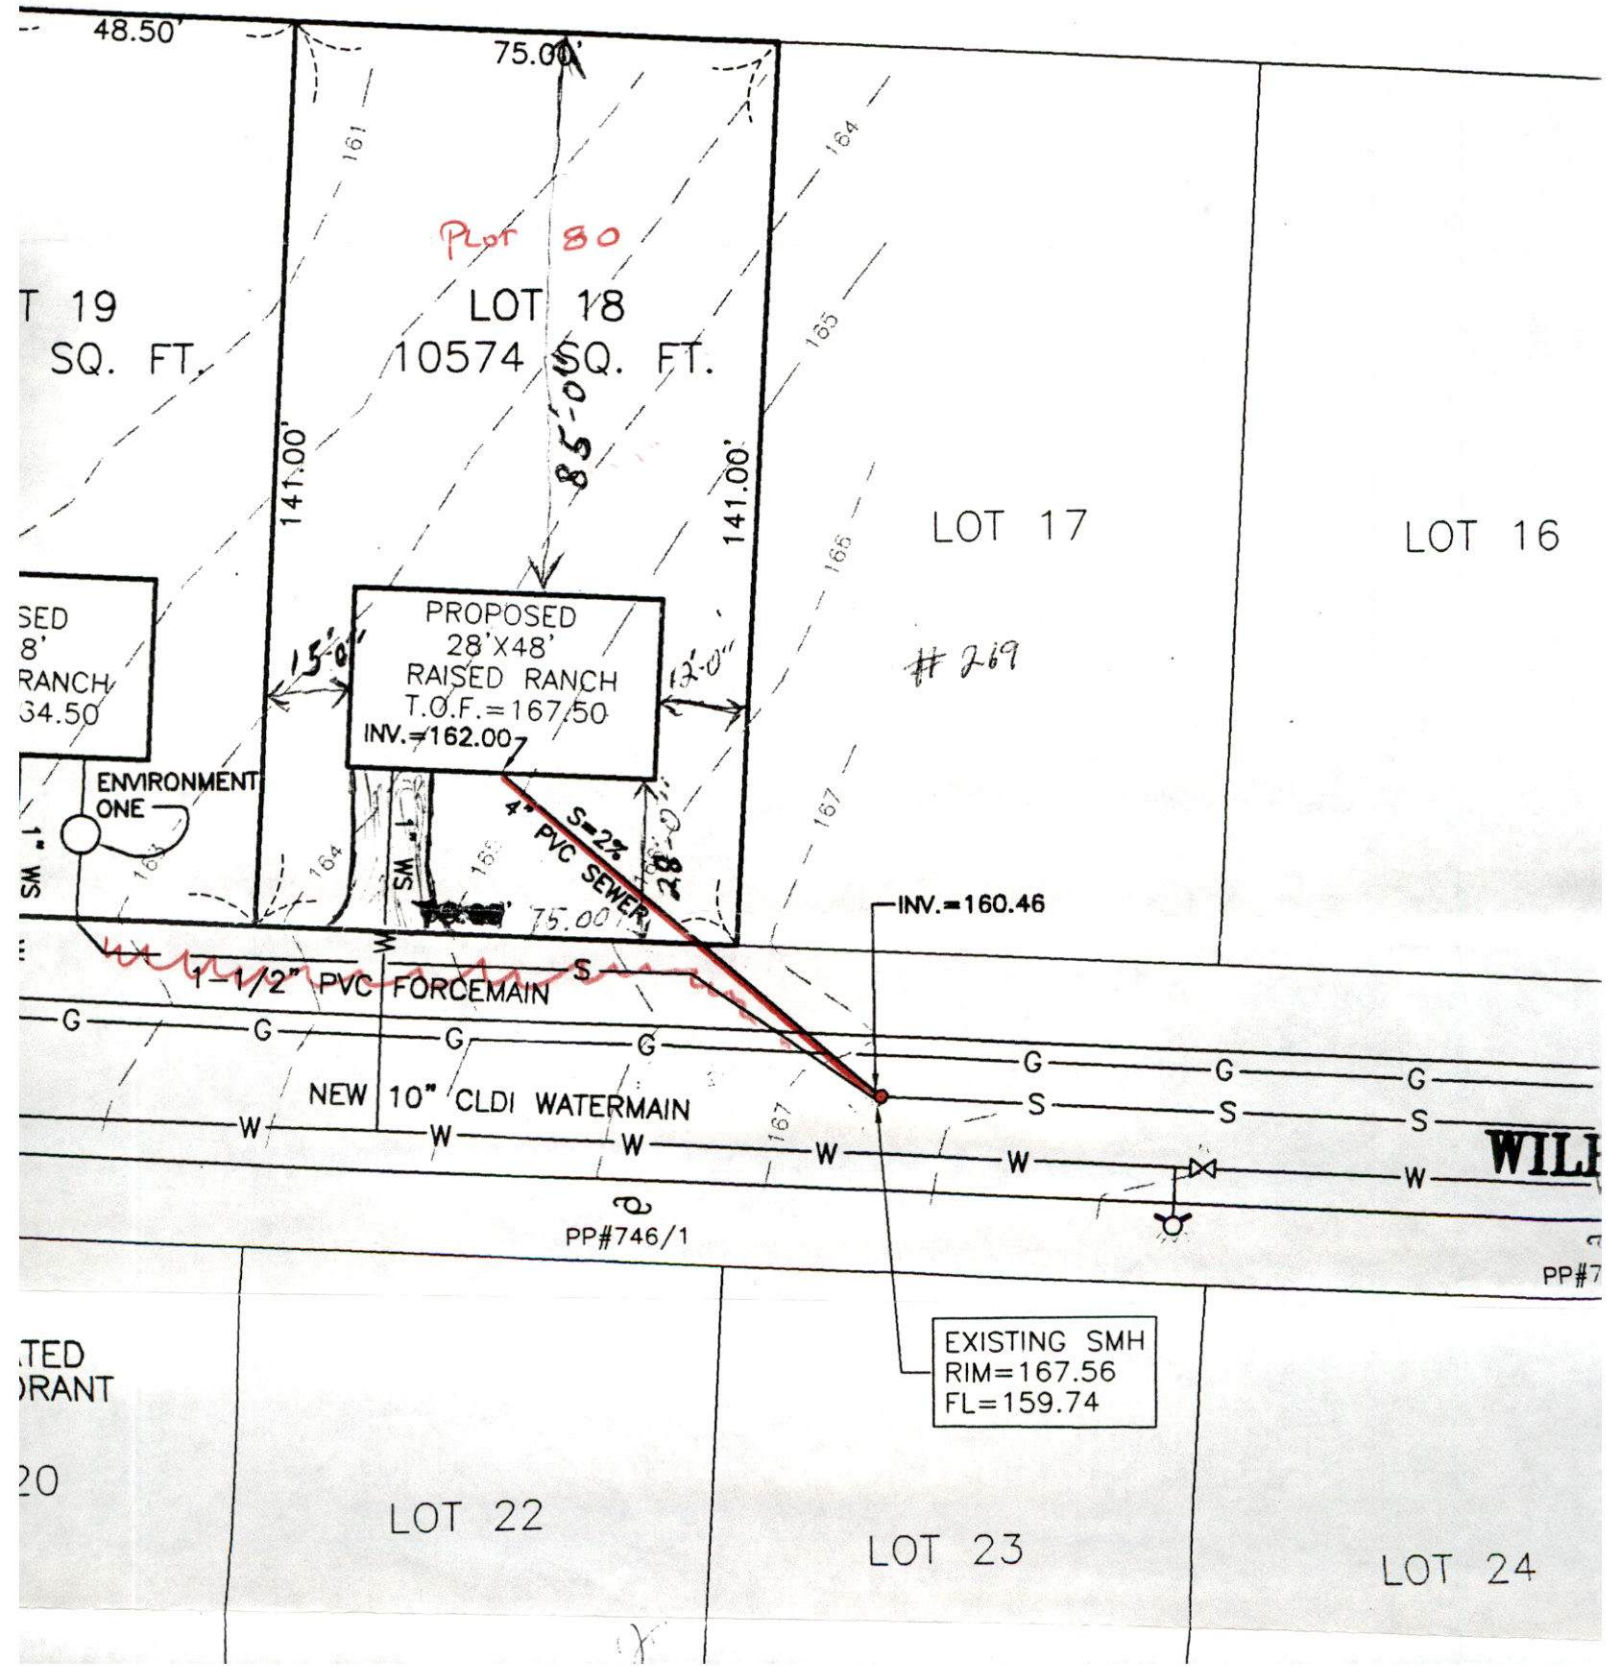 48.50'
75.00'
161
164
PLOT 80
LOT 18
10574 SQ. FT.
T 19
SQ. FT.
165
85'-0"
141.00'
141.00'
LOT 17
LOT 16
166
SED
8'
RANCH
34.50
PROPOSED
28'X48'
RAISED RANCH
T.O.F.=167.50
INV.=162.00
15'-0"
12'-0"
# 269
ENVIRONMENT
ONE
1" WS
163
164
1" WS
165
4" PVC SEWER
S=2%
28'-0"
167
75.00'
INV.=160.46
W
S
1-1/2" PVC FORCEMAIN
G G G G G G G
S S S
NEW 10" CLDI WATERMAIN
167
W W W W W W
WIL
PP#746/1
PP#7
EXISTING SMH
RIM=167.56
FL=159.74
TED
RANT
20
LOT 22
LOT 23
LOT 24